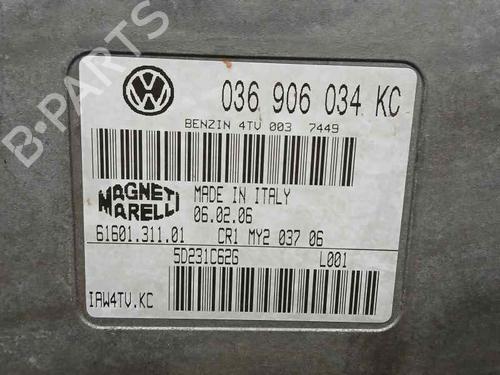 B-PARTS
036 906 034 KC
BENZIN 4TV 003 7449
MAGNETI MARELLI
MADE IN ITALY
06.02.06
61601.311.01 CR1 MY2 037 06
5D231C62G L001
IAW4TV.KC